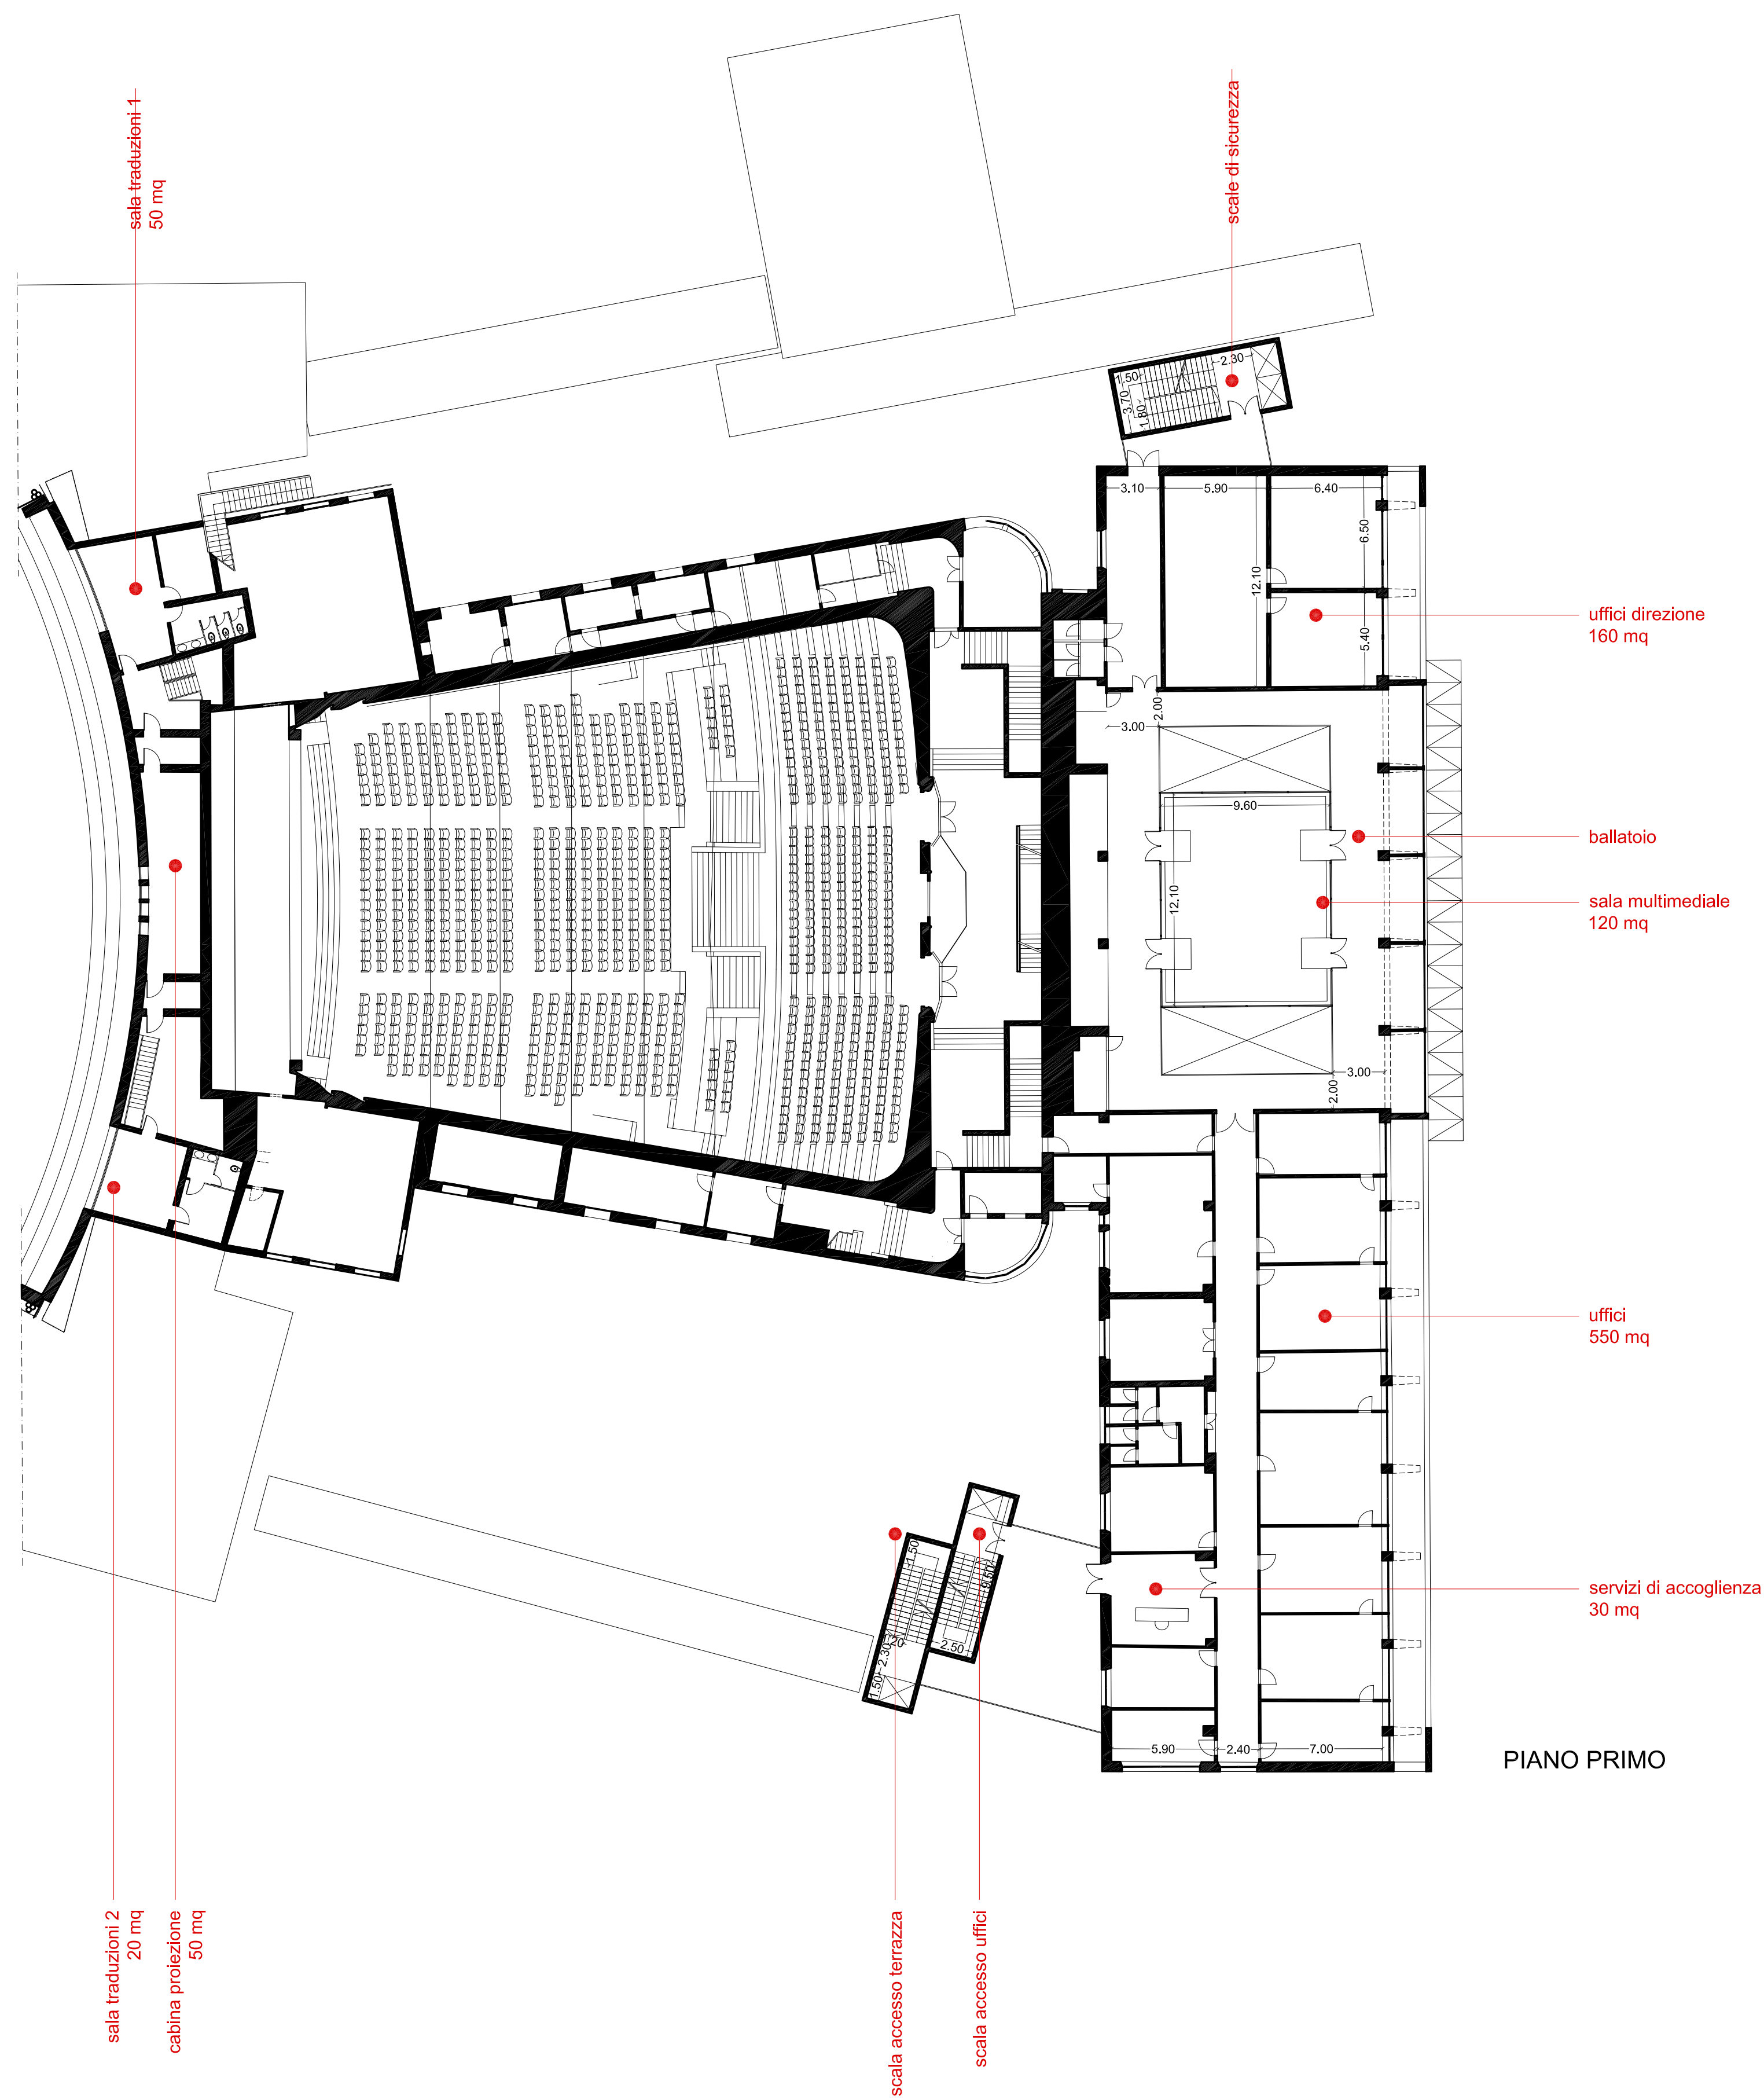 sala traduzioni 1
50 mq
scale di sicurezza
2.30
1.50
3.70
1.80
3.10
5.90
6.40
6.50
12.10
5.40
uffici direzione
160 mq
2.00
3.00
9.60
ballatoio
12.10
sala multimediale
120 mq
3.00
2.00
uffici
550 mq
1.50
9.50
servizi di accoglienza
30 mq
2.50
2.30
1.50
5.90
2.40
7.00
PIANO PRIMO
sala traduzioni 2
20 mq
cabina proiezione
50 mq
scala accesso terrazza
scala accesso uffici